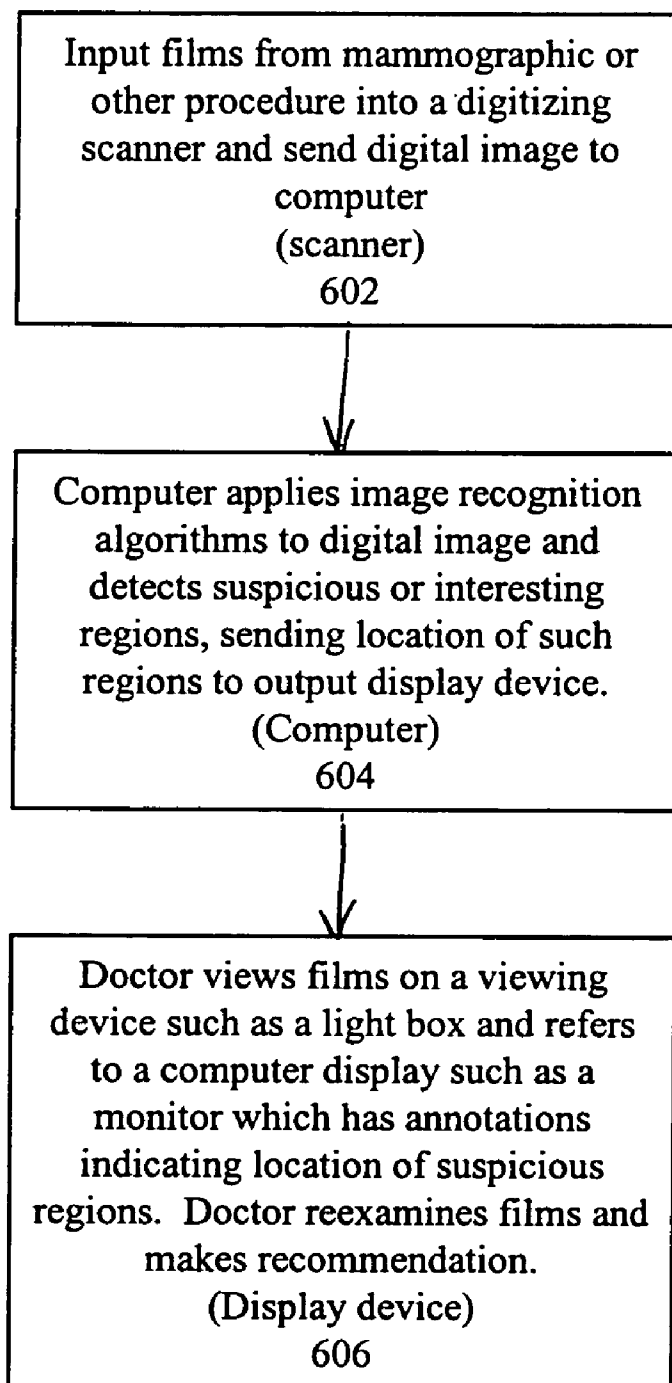 Input films from mammographic or
other procedure into a digitizing
scanner and send digital image to
computer
(scanner)
602
Computer applies image recognition
algorithms to digital image and
detects suspicious or interesting
regions, sending location of such
regions to output display device.
(Computer)
604
Doctor views films on a viewing
device such as a light box and refers
to a computer display such as a
monitor which has annotations
indicating location of suspicious
regions. Doctor reexamines films and
makes recommendation.
(Display device)
606